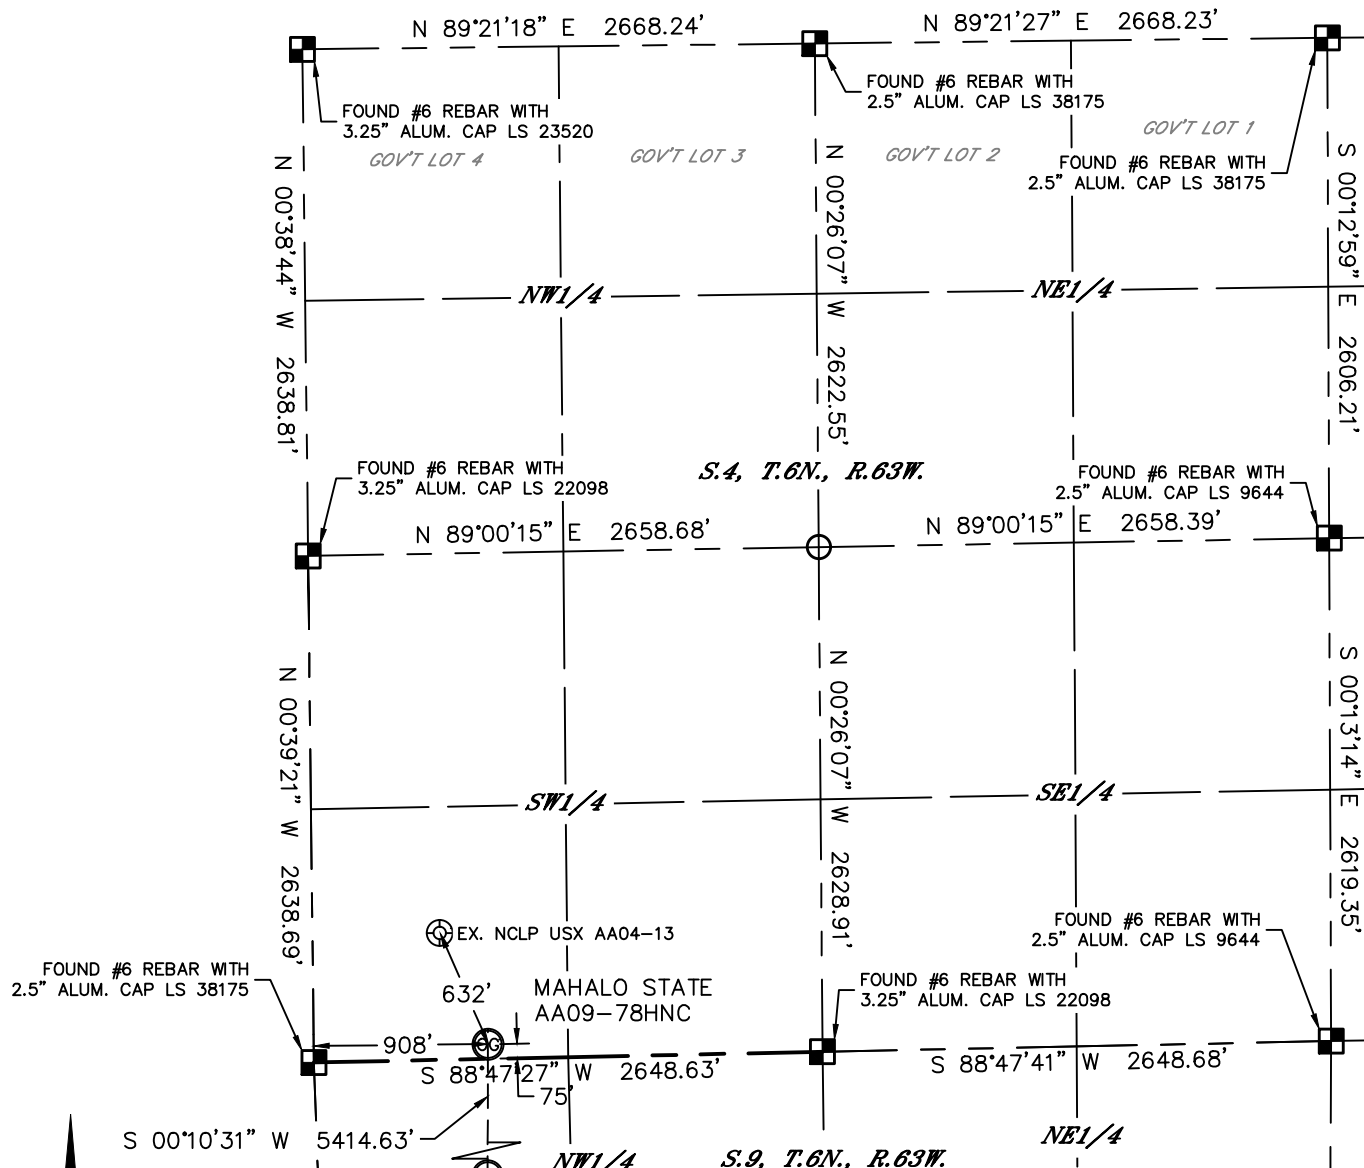 N 89°21'18" E 2668.24'
N 89°21'27" E 2668.23'
FOUND #6 REBAR WITH
3.25" ALUM. CAP LS 23520
FOUND #6 REBAR WITH
2.5" ALUM. CAP LS 38175
GOV'T LOT 1
FOUND #6 REBAR WITH
2.5" ALUM. CAP LS 38175
GOV'T LOT 4
GOV'T LOT 3
GOV'T LOT 2
N 00°38'44" W 2638.81'
N 00°26'07" W 2622.55'
S 00°12'59" E 2606.21'
NW1/4
NE1/4
S.4, T.6N., R.63W.
FOUND #6 REBAR WITH
3.25" ALUM. CAP LS 22098
FOUND #6 REBAR WITH
2.5" ALUM. CAP LS 9644
N 89°00'15" E 2658.68'
N 89°00'15" E 2658.39'
N 00°39'21" W 2638.69'
N 00°26'07" W 2628.91'
S 00°13'14" E 2619.35'
SW1/4
SE1/4
EX. NCLP USX AA04-13
FOUND #6 REBAR WITH
2.5" ALUM. CAP LS 9644
FOUND #6 REBAR WITH
2.5" ALUM. CAP LS 38175
632'
MAHALO STATE
AA09-78HNC
FOUND #6 REBAR WITH
3.25" ALUM. CAP LS 22098
908'
OG
S 88°47'27" W 2648.63'
S 88°47'41" W 2648.68'
75'
S 00°10'31" W 5414.63'
NE1/4
NW1/4
S.9, T.6N., R.63W.